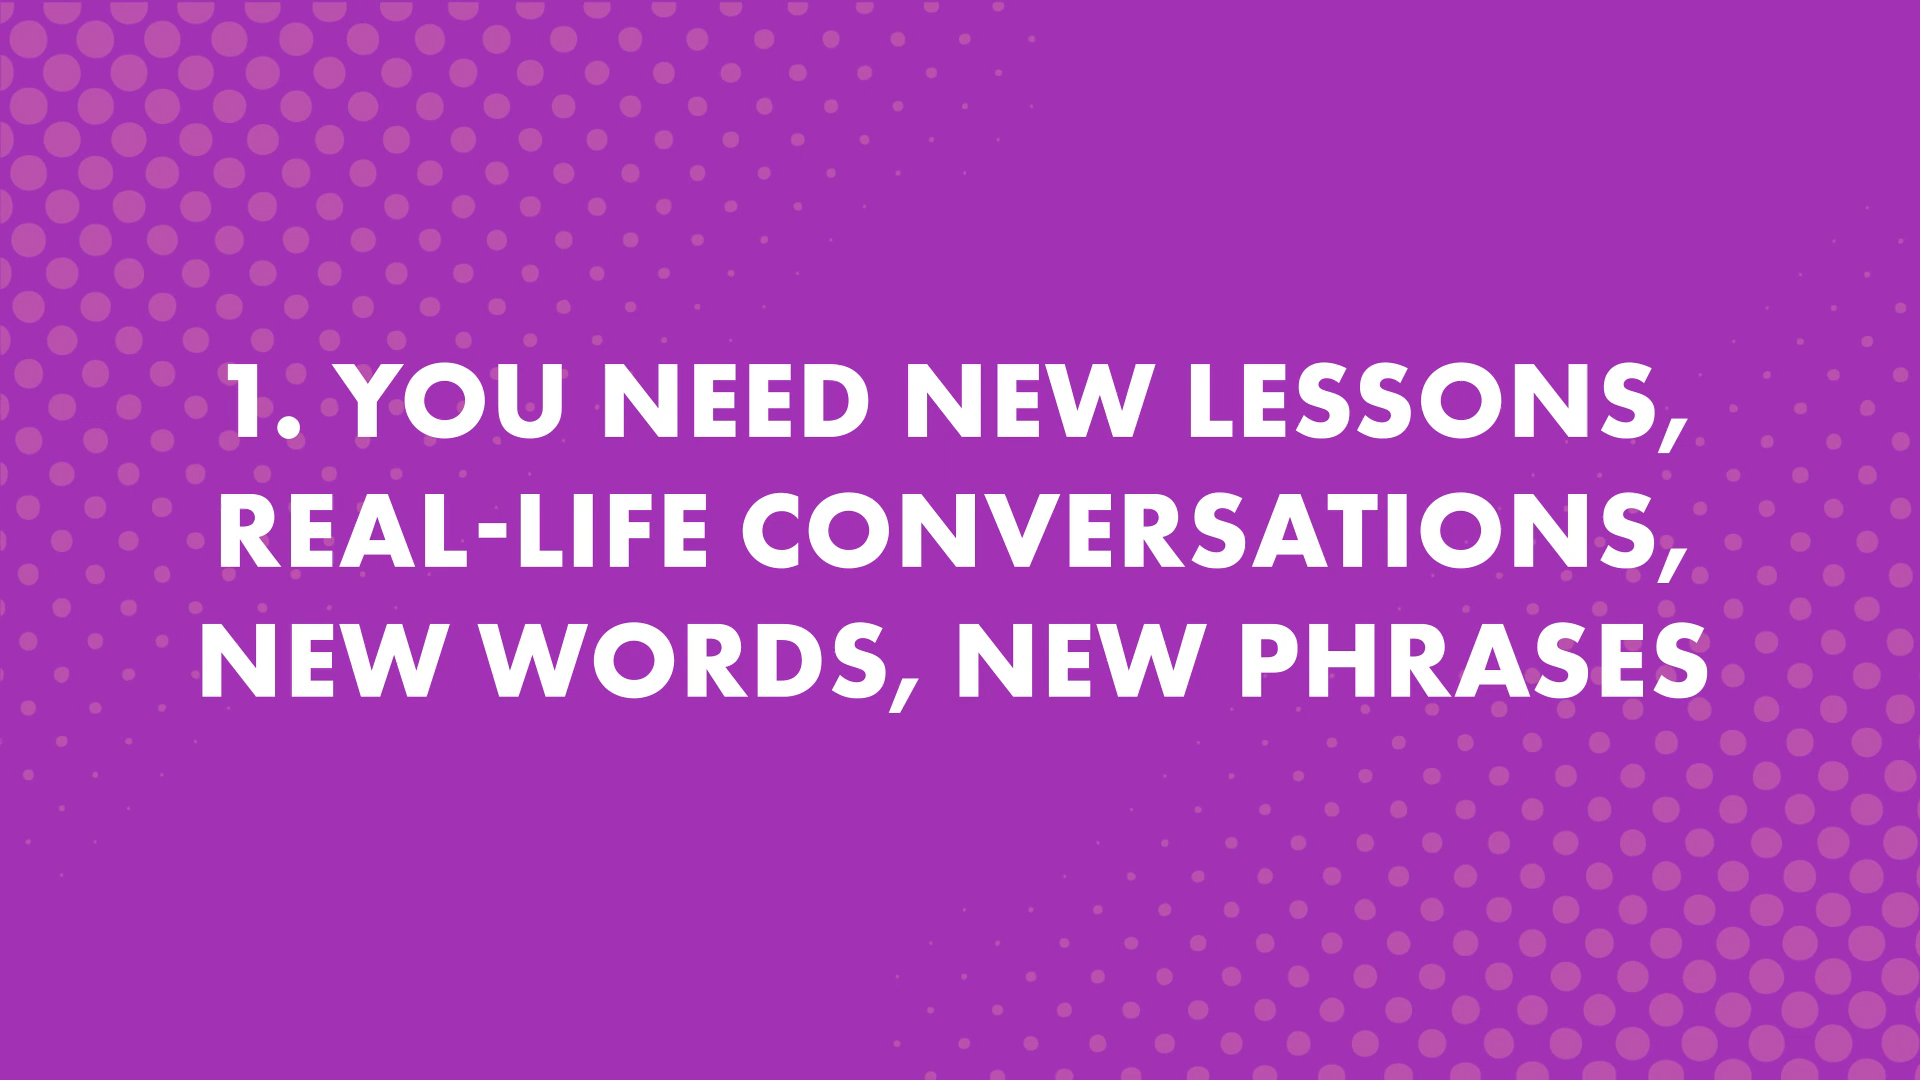 1. YOU NEED NEW LESSONS,
REAL-LIFE CONVERSATIONS,
NEW WORDS, NEW PHRASES